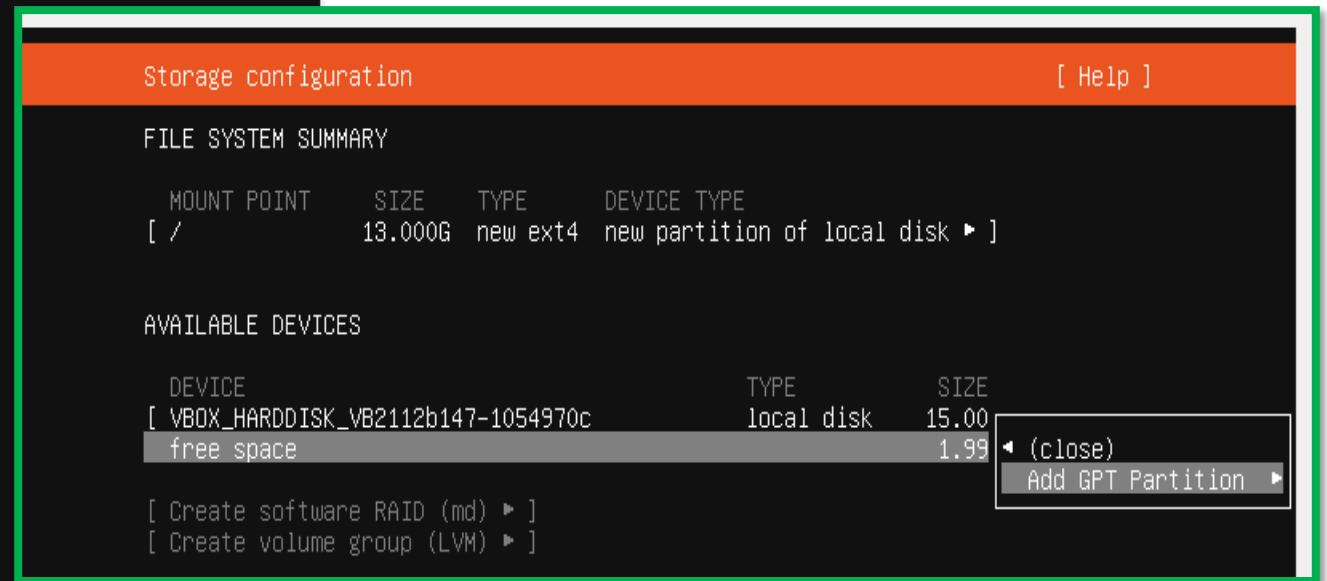 Storage configuration [ Help ]
FILE SYSTEM SUMMARY
MOUNT POINT SIZE TYPE DEVICE TYPE
[ / 13.000G new ext4 new partition of local disk ▸ ]
AVAILABLE DEVICES
DEVICE TYPE SIZE
[ VBOX_HARDDISK_VB2112b147-1054970c local disk 15.00
free space 1.99 ◂ (close)
Add GPT Partition ▸
[ Create software RAID (md) ▸ ]
[ Create volume group (LVM) ▸ ]